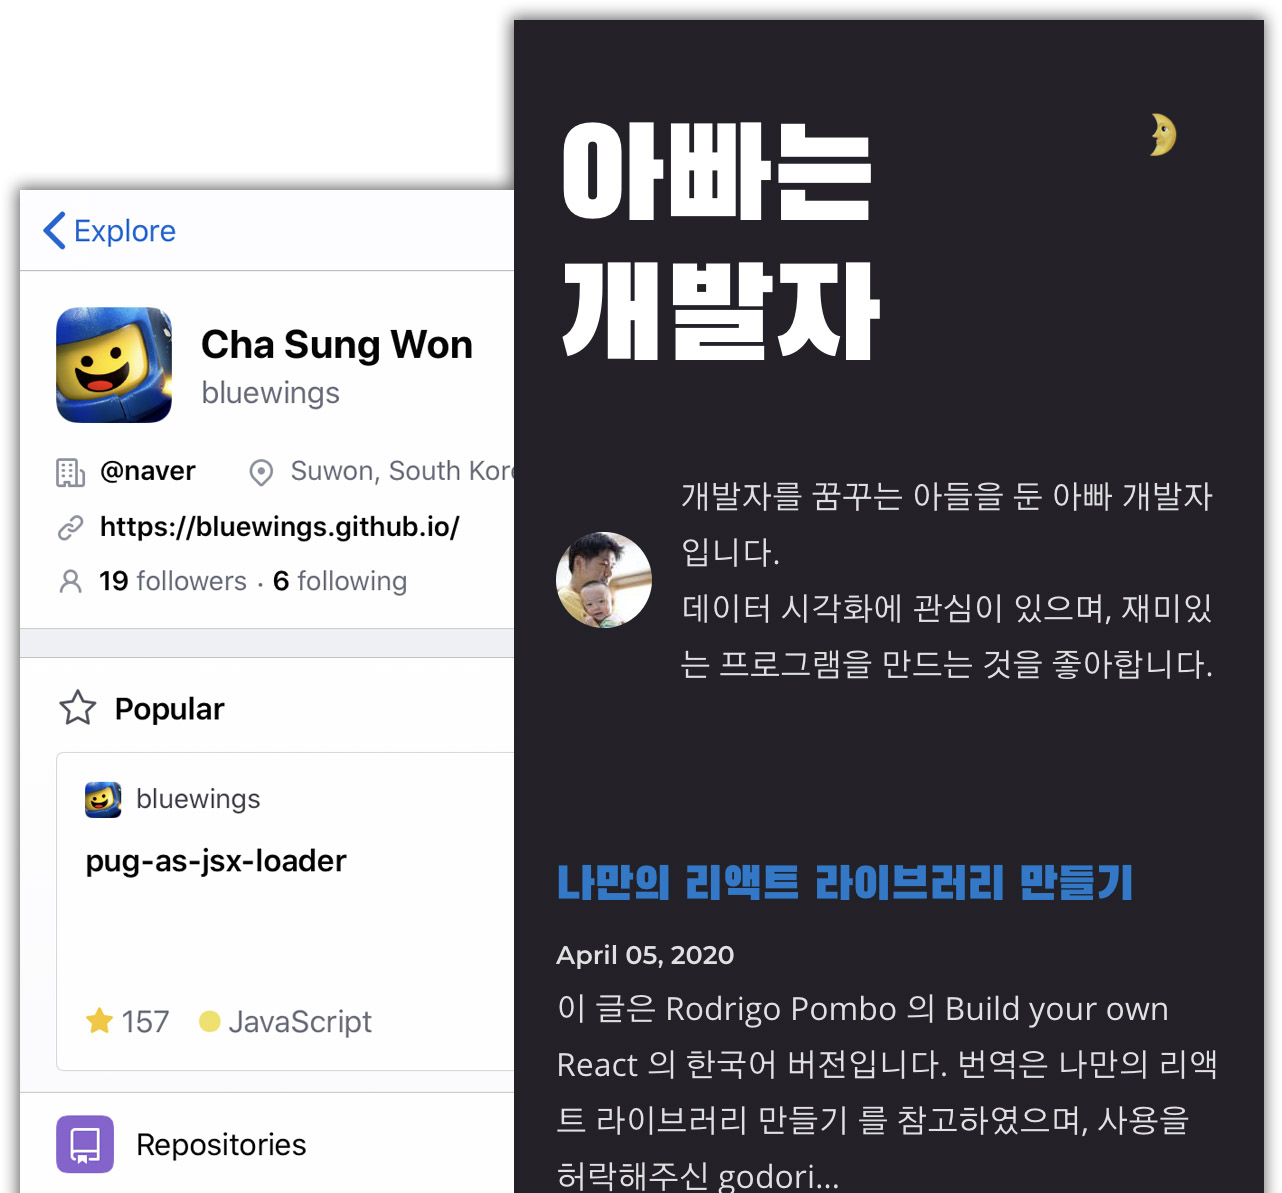 Explore
Cha Sung Won
bluewings
@naver
Suwon, South Kore
https://bluewings.github.io/
19 followers · 6 following
Popular
bluewings
pug-as-jsx-loader
157 JavaScript
Repositories
아빠는
개발자
개발자를 꿈꾸는 아들을 둔 아빠 개발자
입니다.
데이터 시각화에 관심이 있으며, 재미있
는 프로그램을 만드는 것을 좋아합니다.
나만의 리액트 라이브러리 만들기
April 05, 2020
이 글은 Rodrigo Pombo 의 Build your own
React 의 한국어 버전입니다. 번역은 나만의 리액
트 라이브러리 만들기 를 참고하였으며, 사용을
허락해주신 godori...